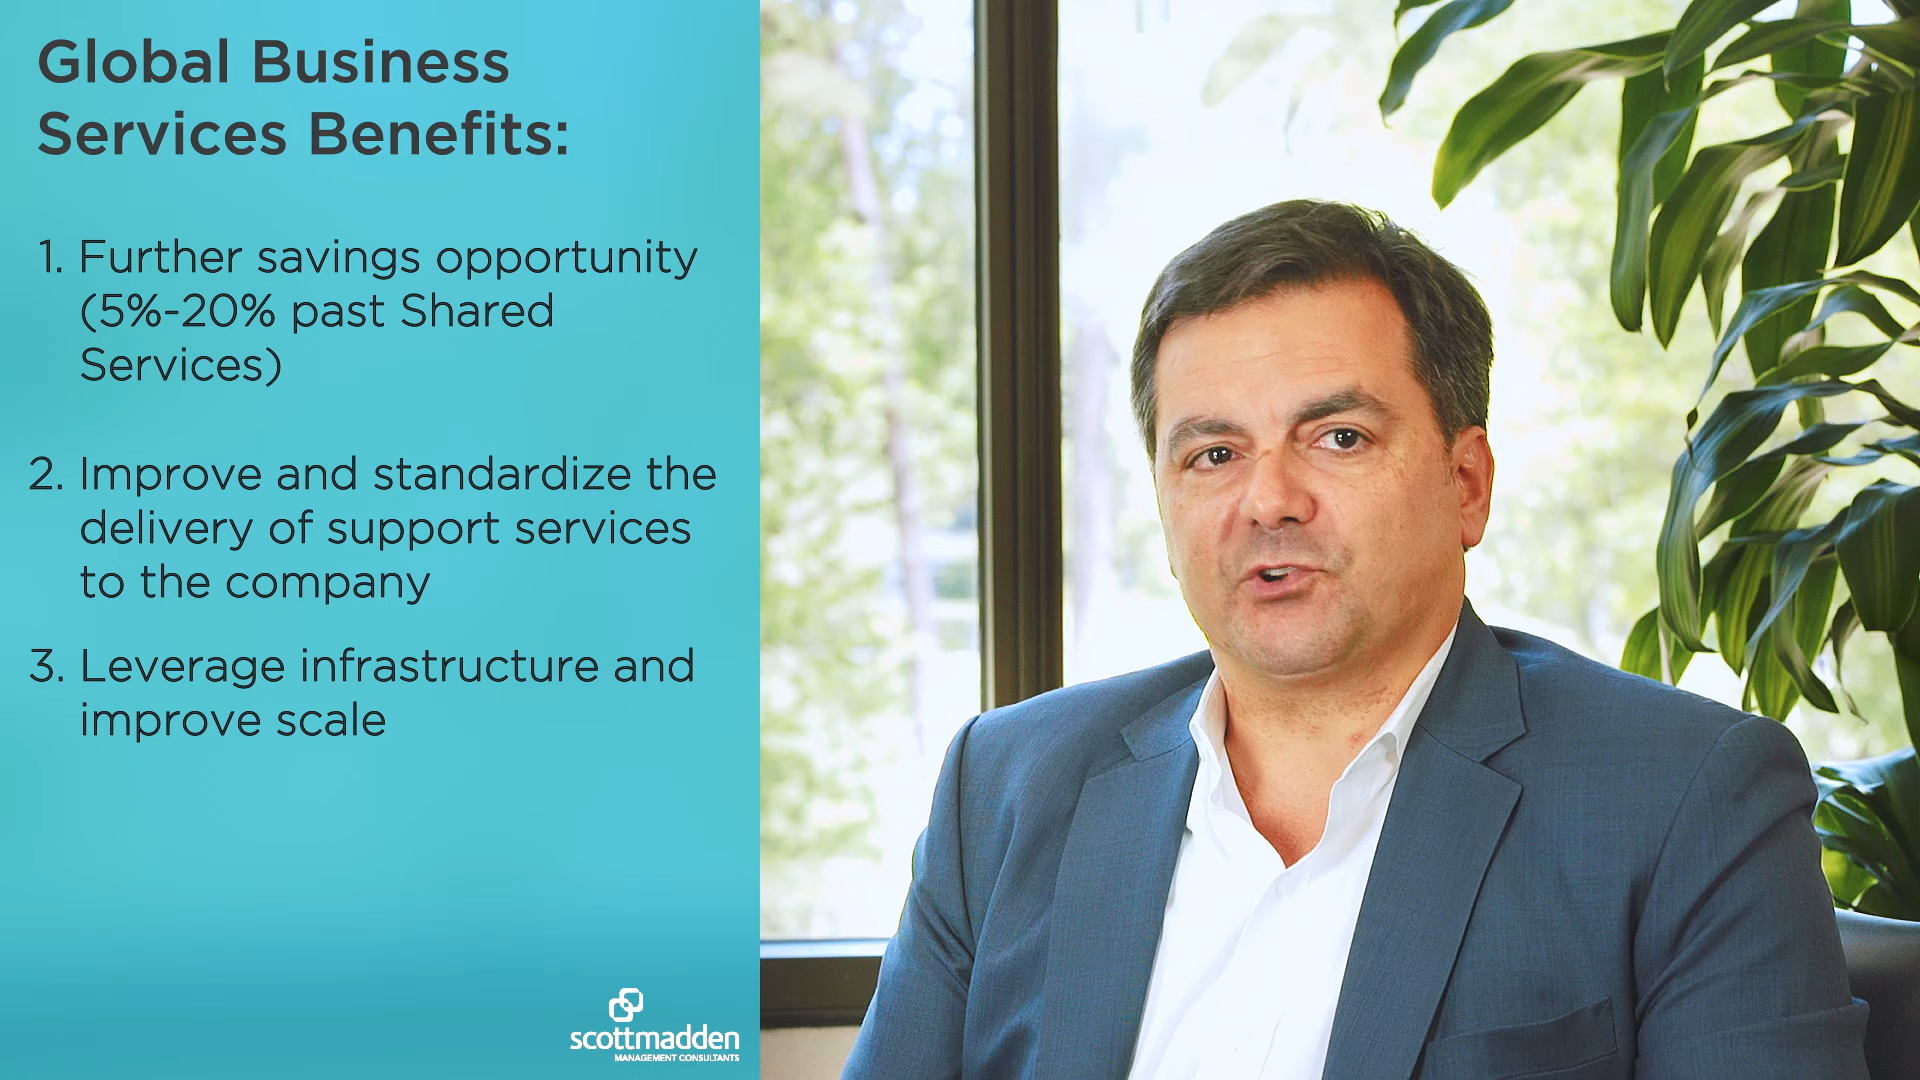 Global Business
Services Benefits:
1. Further savings opportunity
(5%-20% past Shared
Services)
2. Improve and standardize the
delivery of support services
to the company
3. Leverage infrastructure and
improve scale
scottmadden
MANAGEMENT CONSULTANTS